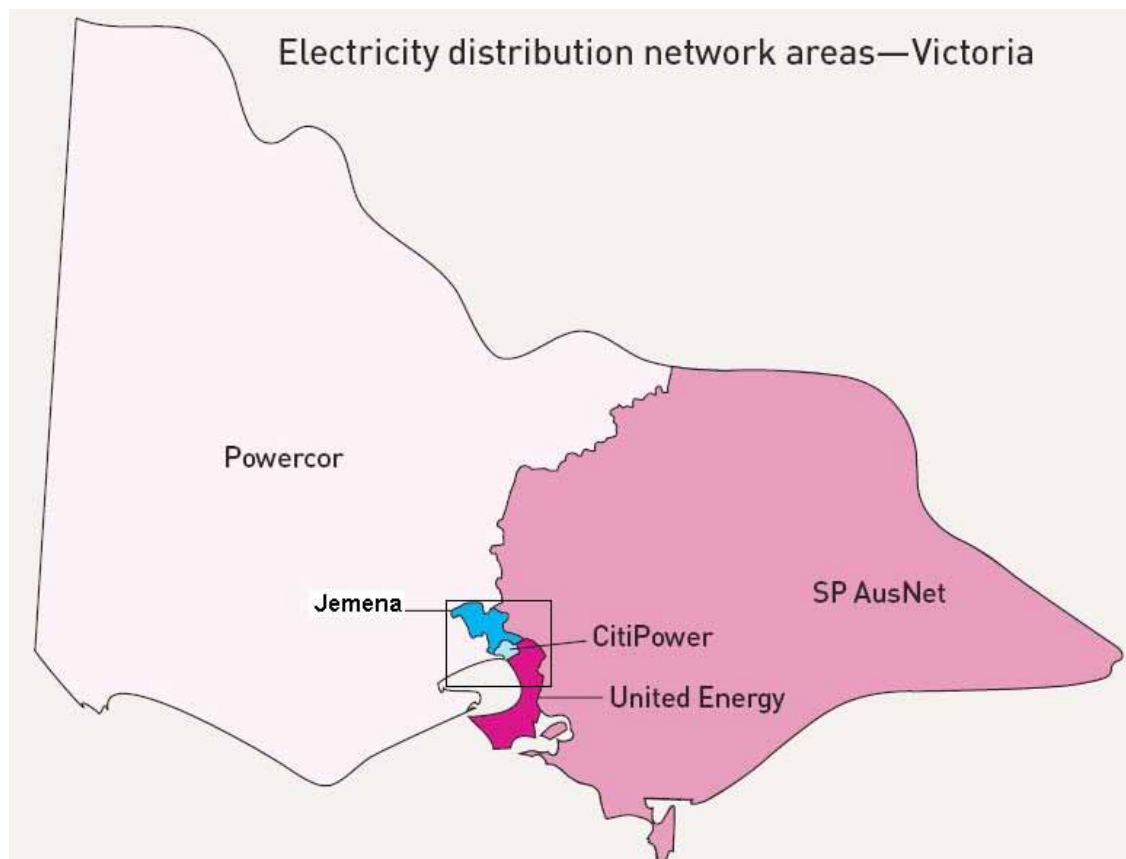 Electricity distribution network areas—Victoria
Powercor
Jemena
SP AusNet
CitiPower
United Energy